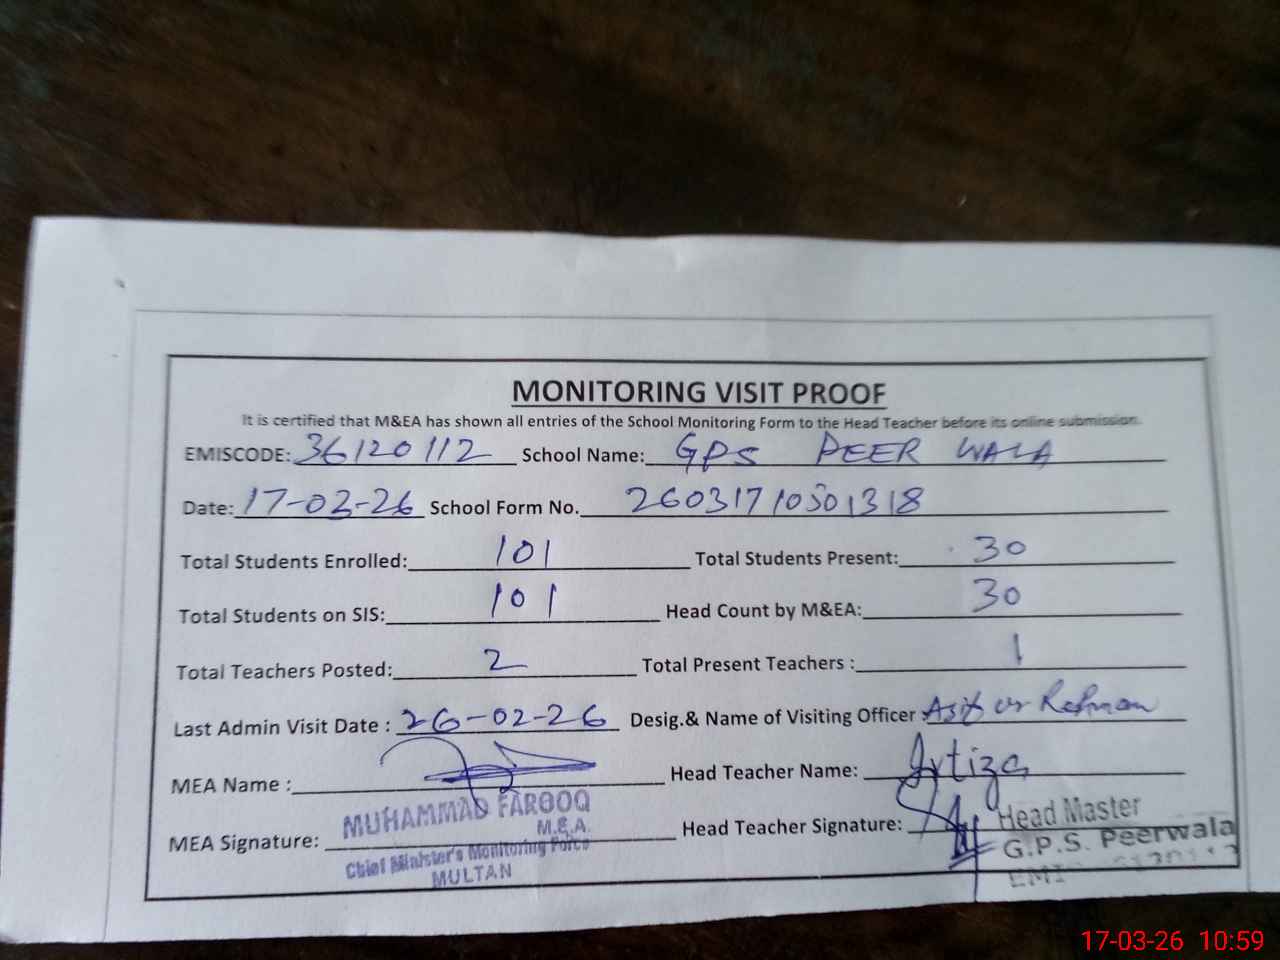 MONITORING VISIT PROOF
It is certified that M&EA has shown all entries of the School Monitoring Form to the Head Teacher before its online submission.
EMISCODE: 36120112 School Name: GPS PEER WALA
Date: 17-03-26 School Form No. 26031710501318
Total Students Enrolled: 101 Total Students Present: 30
Total Students on SIS: 101 Head Count by M&EA: 30
Total Teachers Posted: 2 Total Present Teachers : 1
Last Admin Visit Date : 26-02-26 Desig.& Name of Visiting Officer Asif ur Rehman
MEA Name : Head Teacher Name: Irtiza
MUHAMMAD FAROOQ
M.E.A.
MEA Signature: Head Teacher Signature:
Chief Minister's Monitoring Force
MULTAN
Head Master
G.P.S. Peerwala
17-03-26 10:59